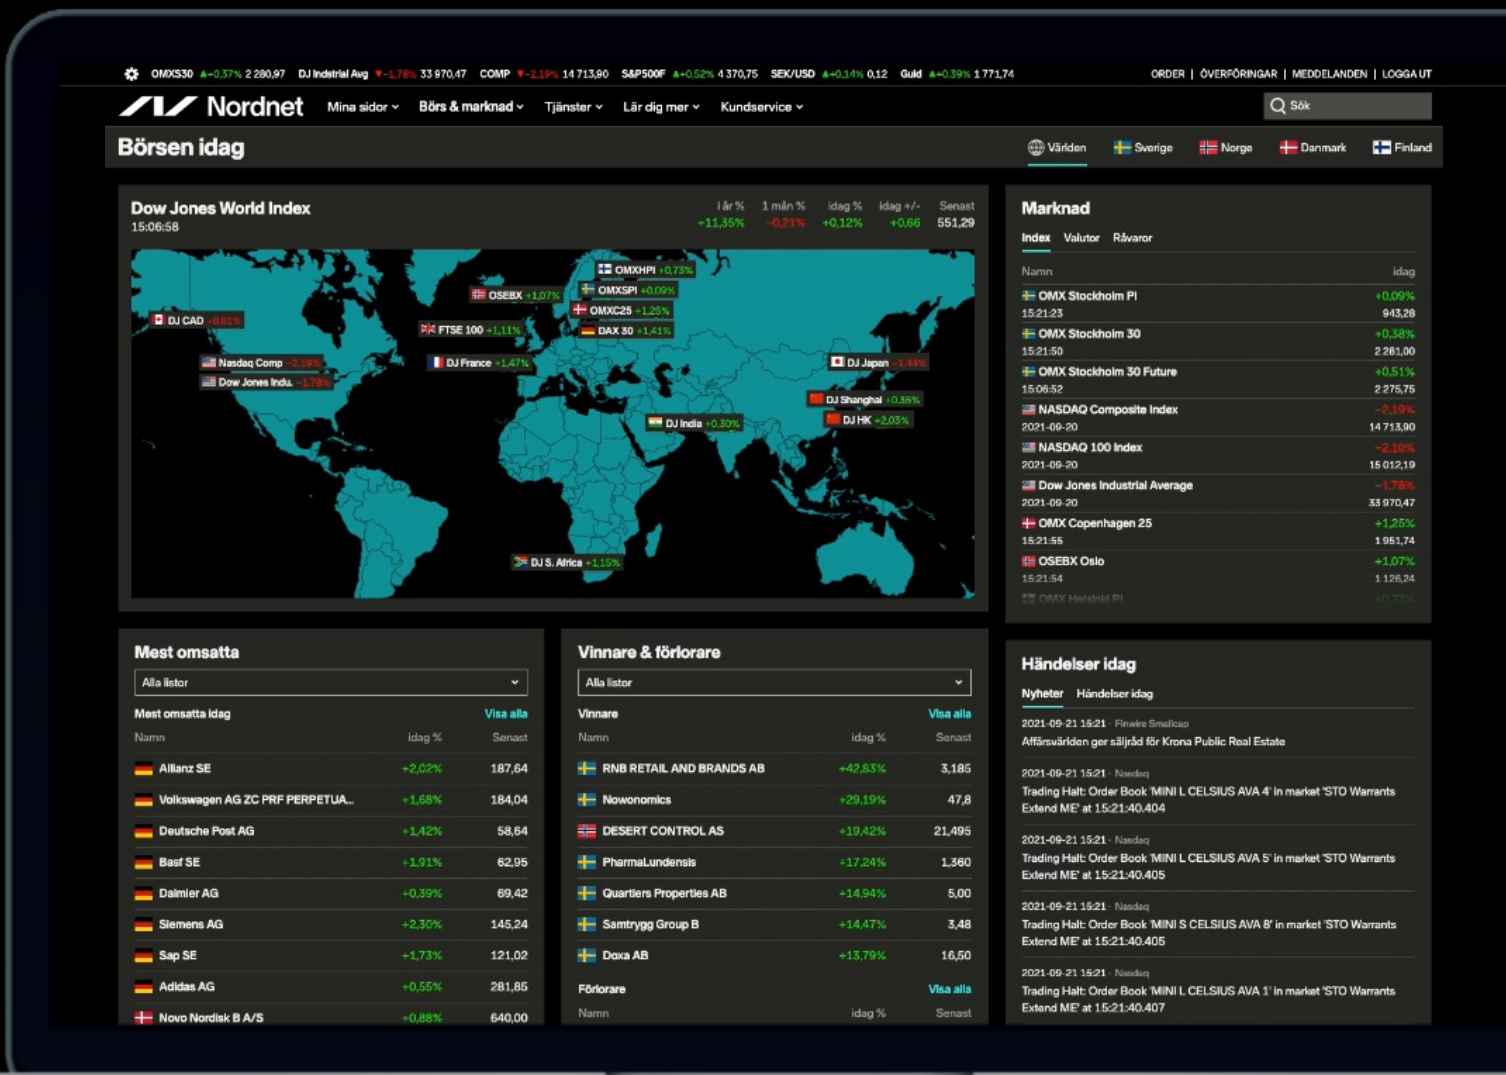 OMXS30 ▲+0,37% 2 280,97 DJ Indstrial Avg ▼-1,78% 33 970,47 COMP ▼-2,19% 14 713,90 S&P500F ▲+0,52% 4 370,75 SEK/USD ▲+0,14% 0,12 Guld ▲+0.39% 1 771,74
ORDER | ÖVERFÖRINGAR | MEDDELANDEN | LOGGA UT
Nordnet Mina sidor Börs & marknad Tjänster Lär dig mer Kundservice Sök
Börsen idag Världen Sverige Norge Danmark Finland
Dow Jones World Index
15:06:58
i år % 1 mån % idag % idag +/- Senast
+11,35% -0,21% +0,12% +0,66 551,29
OMXHPI +0,73%
OMXSPI +0,09%
OSEBX +1,07%
OMXC25 +1,25%
DJ CAD -0,01%
FTSE 100 +1,11%
DAX 30 +1,41%
Nasdaq Comp -2,19%
DJ France +1,47%
DJ Japan -1,44%
Dow Jones Indu. -1,78%
DJ Shanghai +0,35%
DJ India +0,30%
DJ HK +2,03%
DJ S. Africa +1,15%
Marknad
Index Valutor Råvaror
Namn idag
OMX Stockholm PI +0,09%
15:21:23 943,28
OMX Stockholm 30 +0,38%
15:21:50 2 281,00
OMX Stockholm 30 Future +0,51%
15:06:52 2 275,75
NASDAQ Composite Index -2,19%
2021-09-20 14 713,90
NASDAQ 100 Index -2,10%
2021-09-20 15 012,19
Dow Jones Industrial Average -1,78%
2021-09-20 33 970,47
OMX Copenhagen 25 +1,25%
15:21:55 1 951,74
OSEBX Oslo +1,07%
15:21:54 1 126,24
OMX Helsinki PI +0,73%
Mest omsatta
Alla listor
Mest omsatta idag Visa alla
Namn idag % Senast
Allianz SE +2,02% 187,64
Volkswagen AG ZC PRF PERPETUA... +1,68% 184,04
Deutsche Post AG +1,42% 58,64
Basf SE +1,91% 62,95
Daimler AG +0,39% 69,42
Siemens AG +2,30% 145,24
Sap SE +1,73% 121,02
Adidas AG +0,55% 281,85
Novo Nordisk B A/S +0,88% 640,00
Vinnare & förlorare
Alla listor
Vinnare Visa alla
Namn idag % Senast
RNB RETAIL AND BRANDS AB +42,83% 3,185
Nowonomics +29,19% 47,8
DESERT CONTROL AS +19,42% 21,495
PharmaLundensis +17,24% 1,360
Quartiers Properties AB +14,94% 5,00
Samtrygg Group B +14,47% 3,48
Doxa AB +13,79% 16,50
Förlorare Visa alla
Namn idag % Senast
Händelser idag
Nyheter Händelser idag
2021-09-21 15:21 - Finwire Smallcap
Affärsvärlden ger säljråd för Krona Public Real Estate
2021-09-21 15:21 - Nasdaq
Trading Halt: Order Book 'MINI L CELSIUS AVA 4' in market 'STO Warrants
Extend ME' at 15:21:40.404
2021-09-21 15:21 - Nasdaq
Trading Halt: Order Book 'MINI L CELSIUS AVA 5' in market 'STO Warrants
Extend ME' at 15:21:40.405
2021-09-21 15:21 - Nasdaq
Trading Halt: Order Book 'MINI S CELSIUS AVA 8' in market 'STO Warrants
Extend ME' at 15:21:40.405
2021-09-21 15:21 - Nasdaq
Trading Halt: Order Book 'MINI L CELSIUS AVA 1' in market 'STO Warrants
Extend ME' at 15:21:40.407